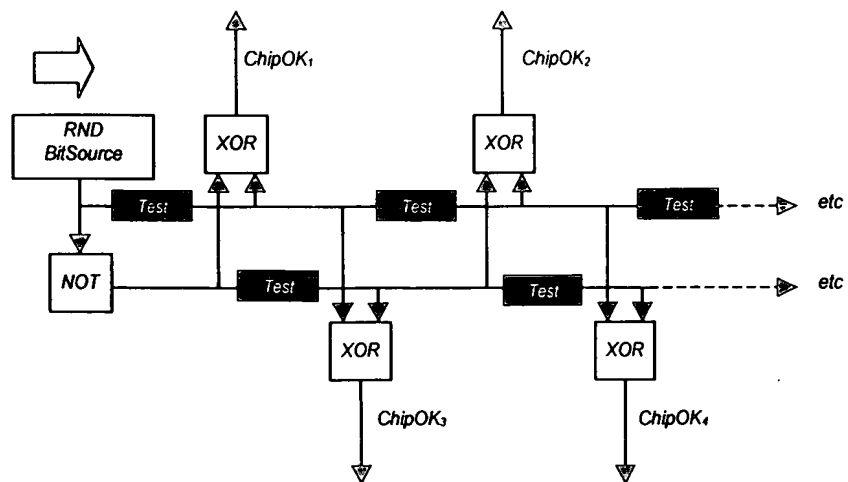 ChipOK₁
ChipOK₂
RND
BitSource
XOR
XOR
Test
Test
Test
etc
NOT
Test
Test
etc
XOR
XOR
ChipOK₃
ChipOK₄